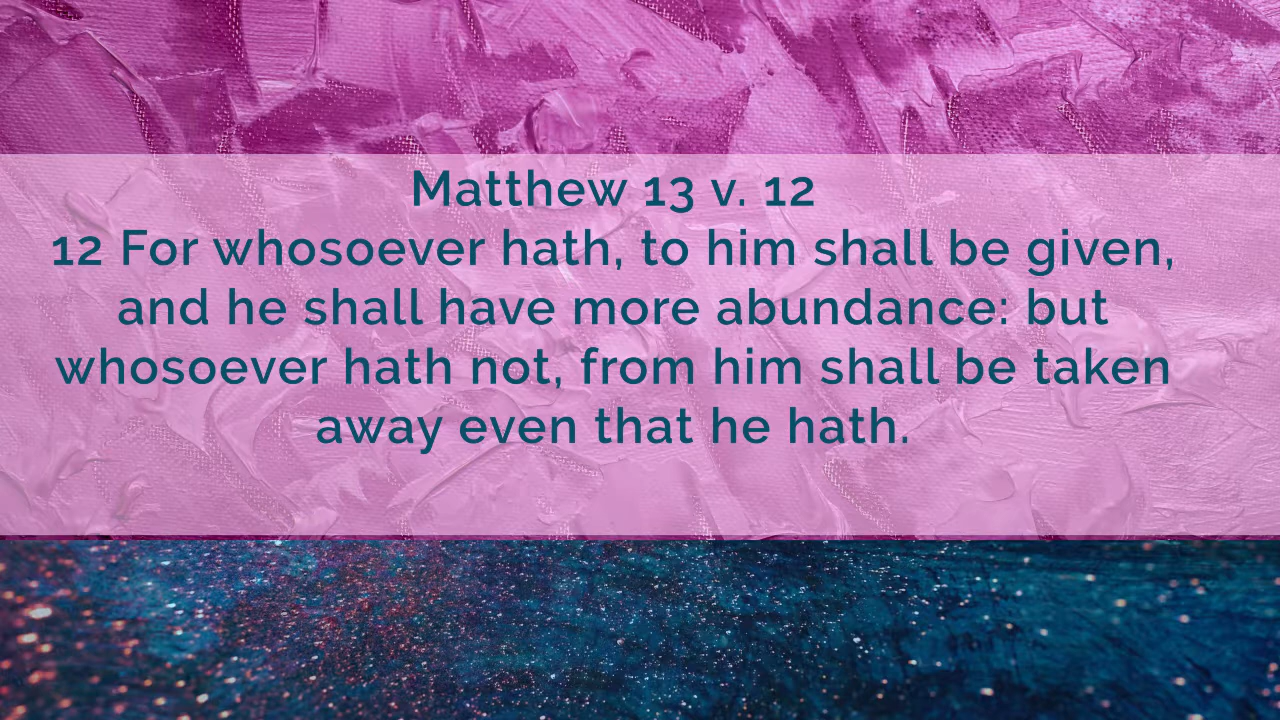 Matthew 13 v. 12
12 For whosoever hath, to him shall be given,
and he shall have more abundance: but
whosoever hath not, from him shall be taken
away even that he hath.